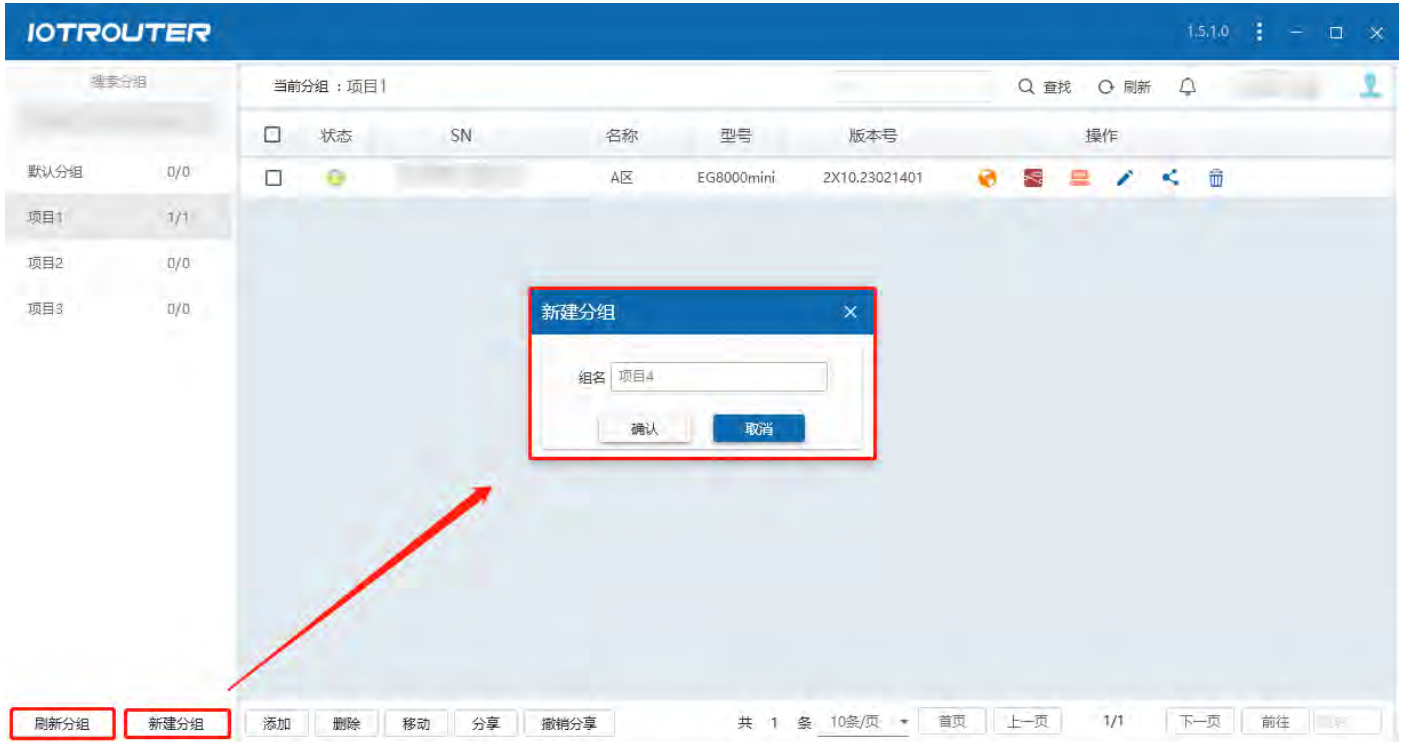 IOTROUTER 1.5.1.0
搜索分组 当前分组：项目1 查找 刷新
状态 SN 名称 型号 版本号 操作
默认分组 0/0 A区 EG8000mini 2X10.23021401
项目1 1/1
项目2 0/0
项目3 0/0
新建分组
组名 项目4
确认 取消
刷新分组 新建分组 添加 删除 移动 分享 撤销分享 共 1 条 10条/页 首页 上一页 1/1 下一页 前往